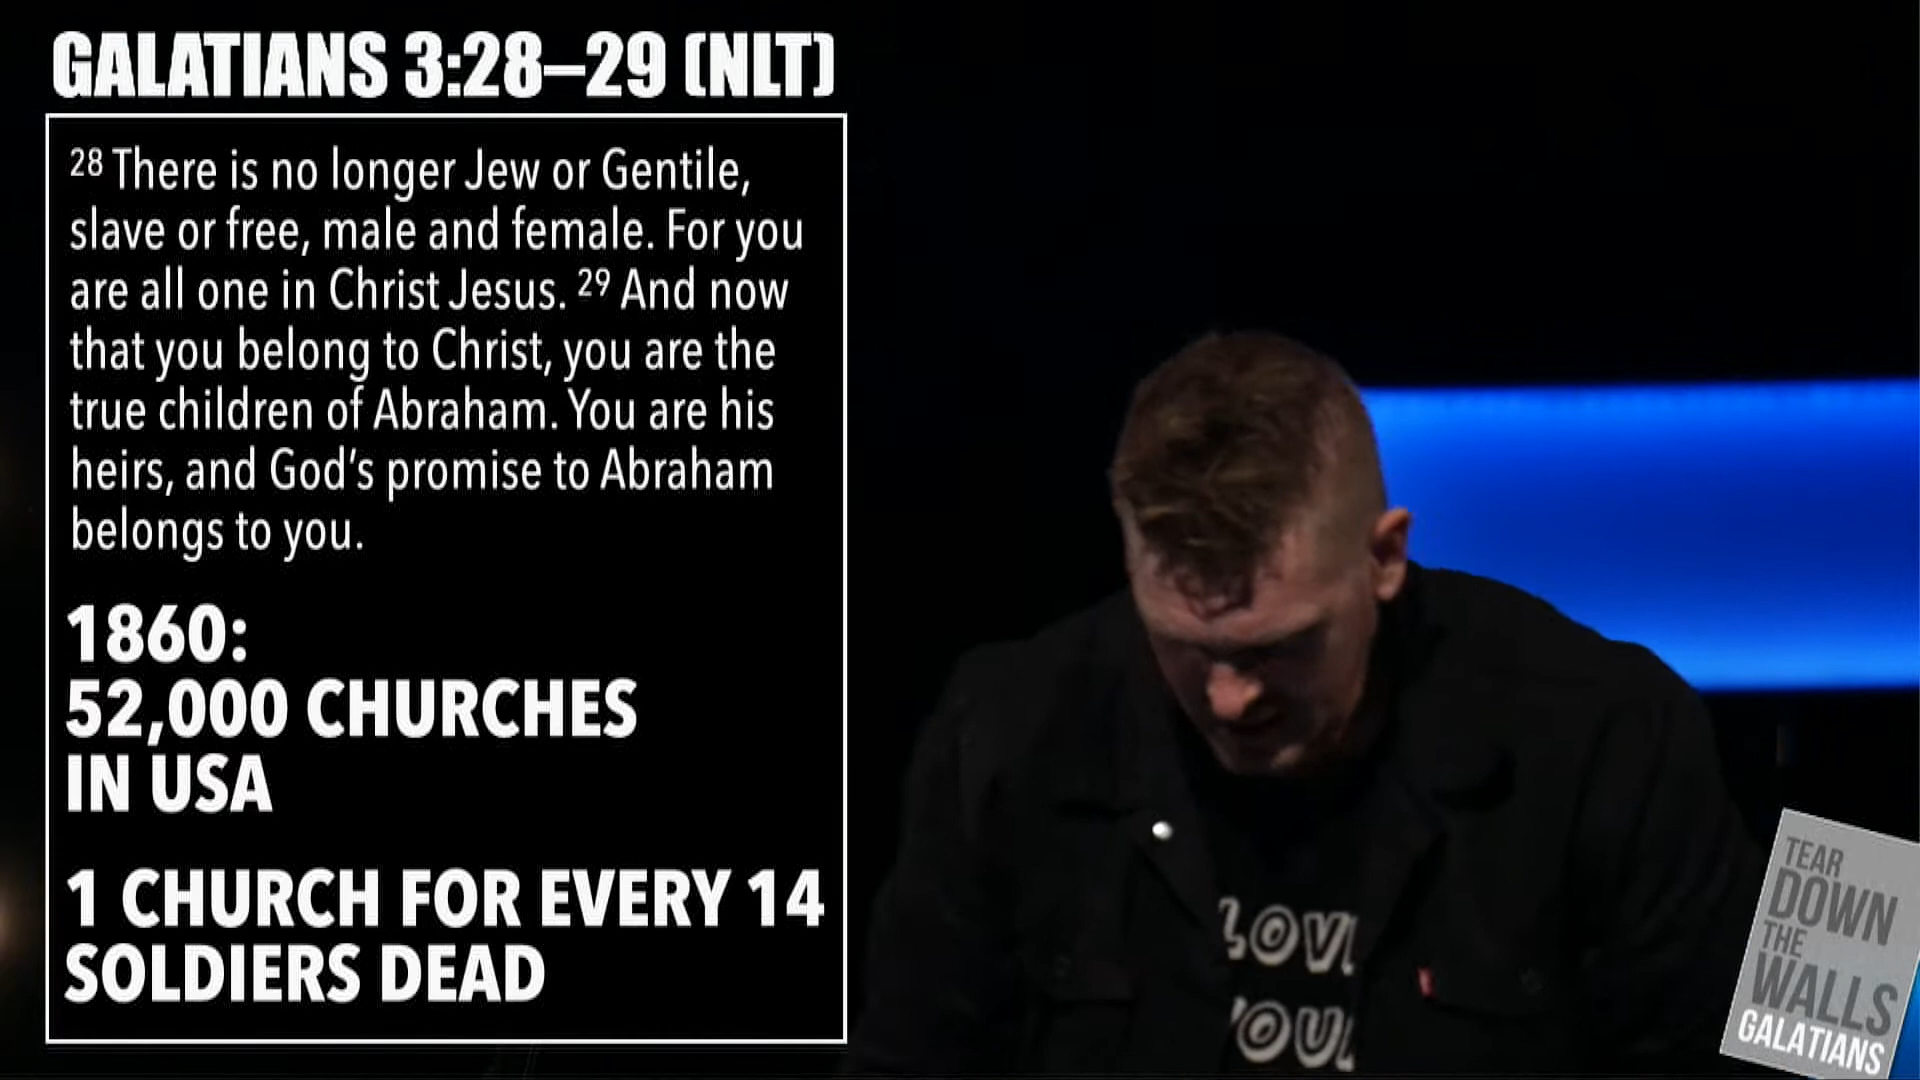 GALATIANS 3:28–29 (NLT)
28 There is no longer Jew or Gentile,
slave or free, male and female. For you
are all one in Christ Jesus. 29 And now
that you belong to Christ, you are the
true children of Abraham. You are his
heirs, and God's promise to Abraham
belongs to you.
1860:
52,000 CHURCHES
IN USA
1 CHURCH FOR EVERY 14
SOLDIERS DEAD
TEAR
DOWN
THE
WALLS
GALATIANS